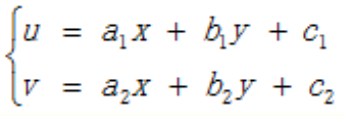 u = a₁x + b₁y + c₁
v = a₂x + b₂y + c₂